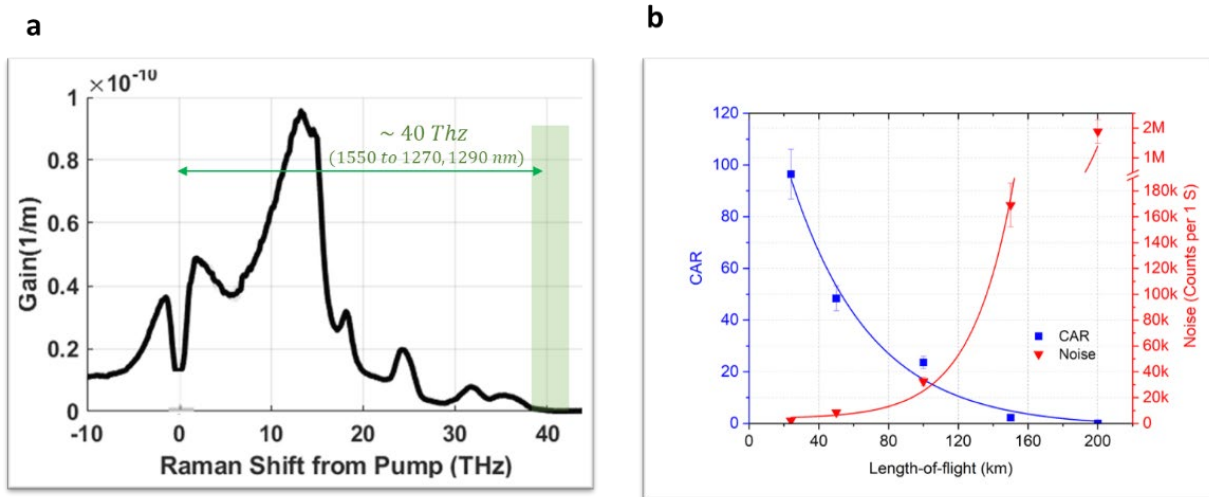 a
×10⁻¹⁰
1
0.8
0.6
0.4
0.2
0
Gain(1/m)
~ 40 Thz
(1550 to 1270, 1290 nm)
-10 0 10 20 30 40
Raman Shift from Pump (THz)
b
120
100
80
60
40
20
0
CAR
2M
1M
180k
160k
140k
120k
100k
80k
60k
40k
20k
0
Noise (Counts per 1 S)
CAR
Noise
0 40 80 120 160 200
Length-of-flight (km)